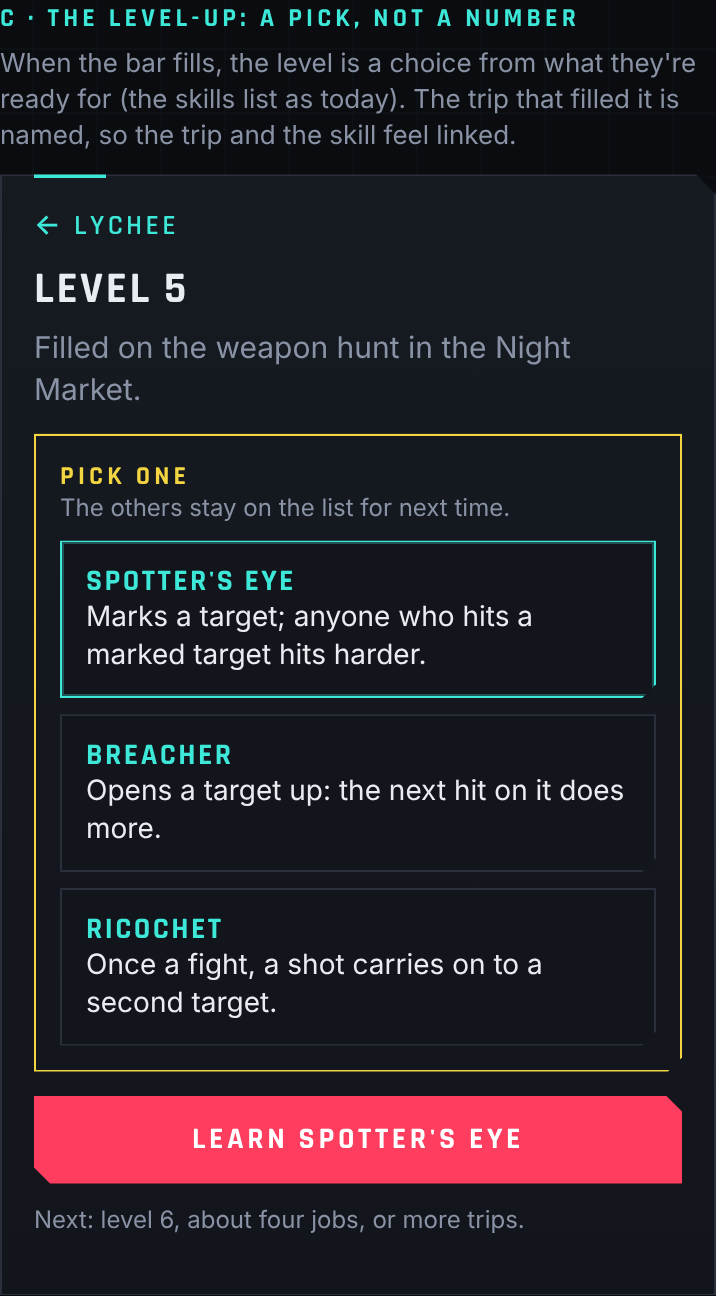 C · THE LEVEL-UP: A PICK, NOT A NUMBER
When the bar fills, the level is a choice from what they're
ready for (the skills list as today). The trip that filled it is
named, so the trip and the skill feel linked.
← LYCHEE
LEVEL 5
Filled on the weapon hunt in the Night
Market.
PICK ONE
The others stay on the list for next time.
SPOTTER'S EYE
Marks a target; anyone who hits a
marked target hits harder.
BREACHER
Opens a target up: the next hit on it does
more.
RICOCHET
Once a fight, a shot carries on to a
second target.
LEARN SPOTTER'S EYE
Next: level 6, about four jobs, or more trips.